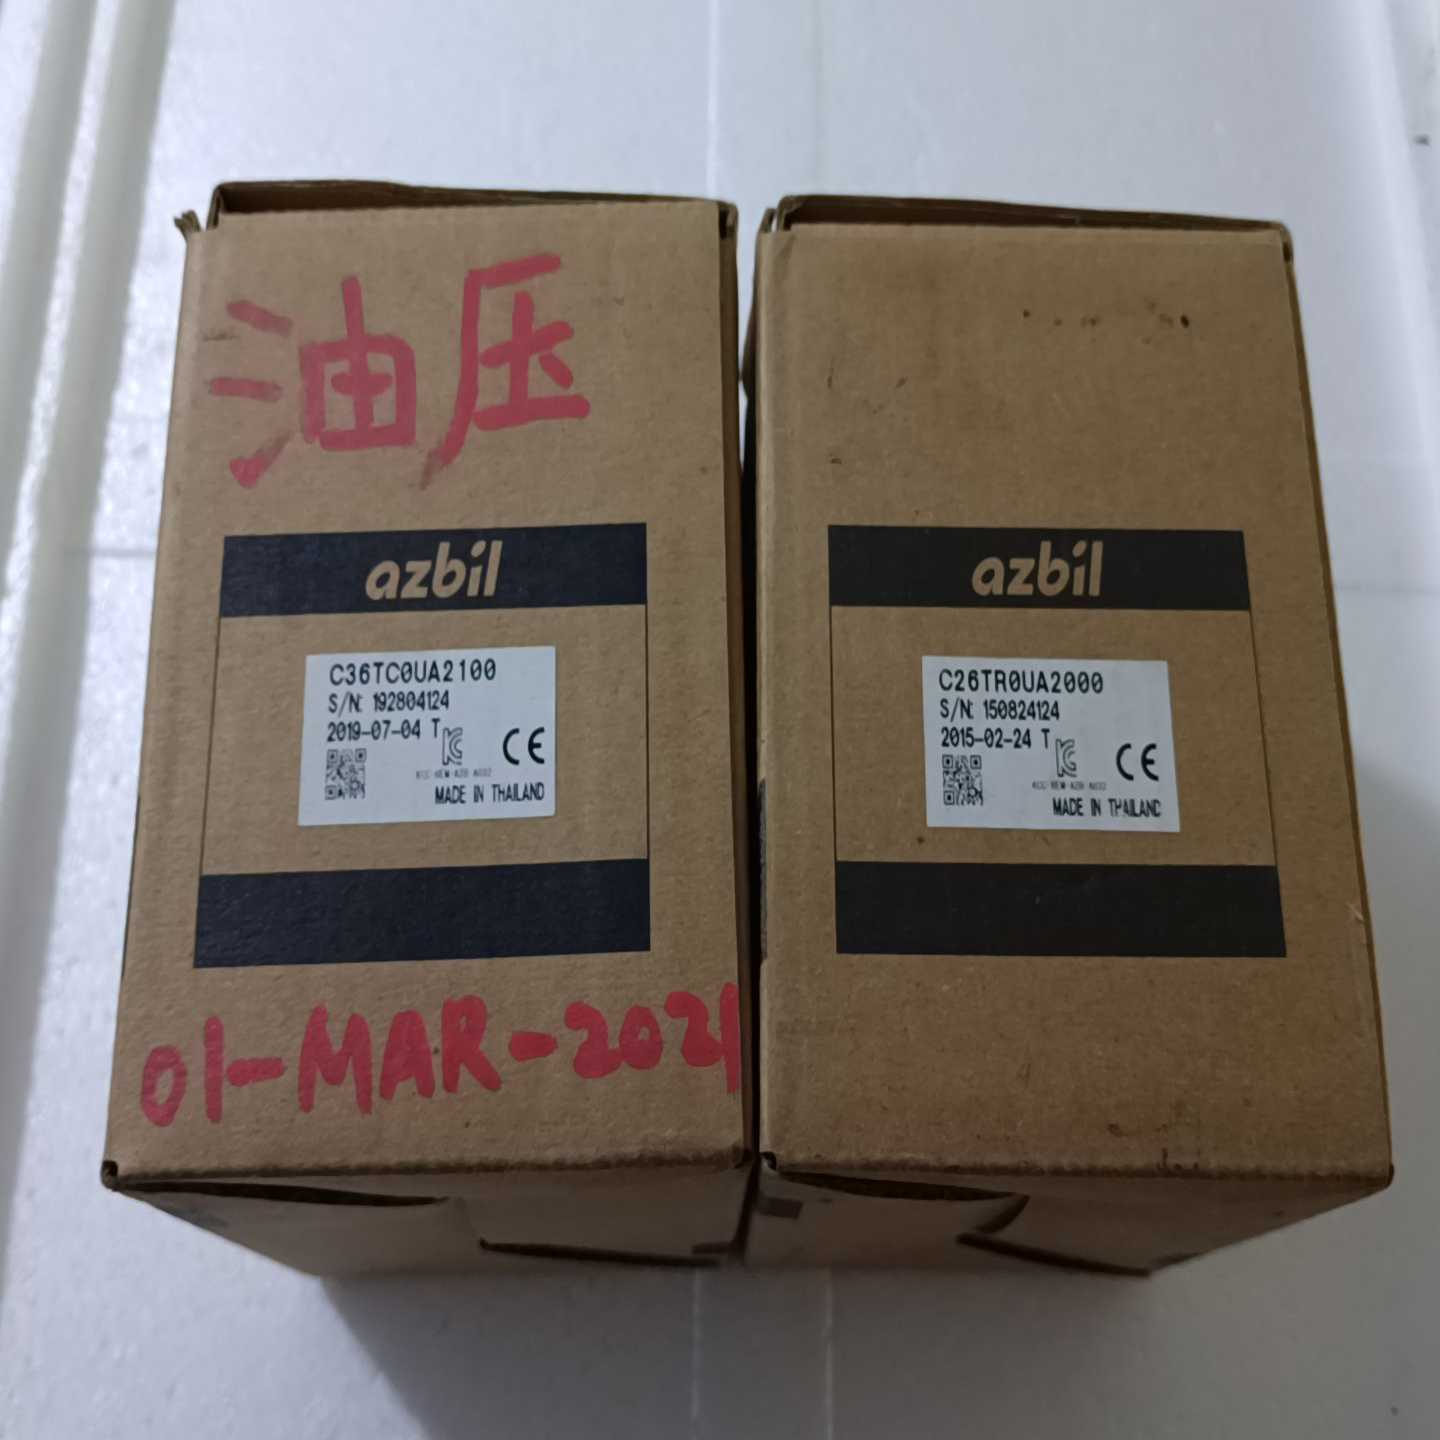 油压
azbil
C36TC0UA2100
S/N: 192804124
2019-07-04 T
CE
MADE IN THAILAND
01-MAR-2021
azbil
C26TR0UA2000
S/N: 150824124
2015-02-24 T
CE
MADE IN THAILAND